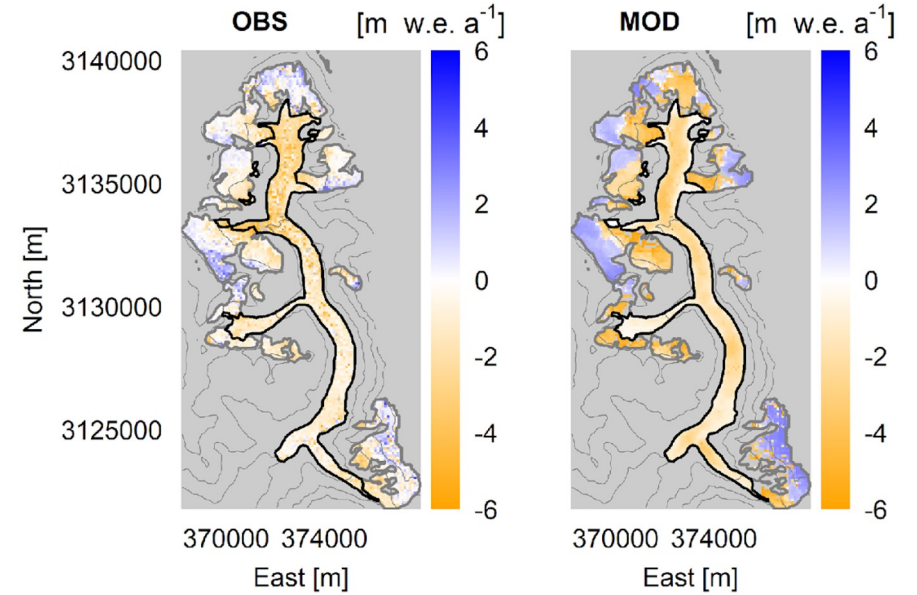 OBS [m w.e. a⁻¹] MOD [m w.e. a⁻¹]
3140000 6 6
4 4
3135000
2 2
North [m]
0 0
3130000
-2 -2
3125000 -4 -4
-6 -6
370000 374000 370000 374000
East [m] East [m]